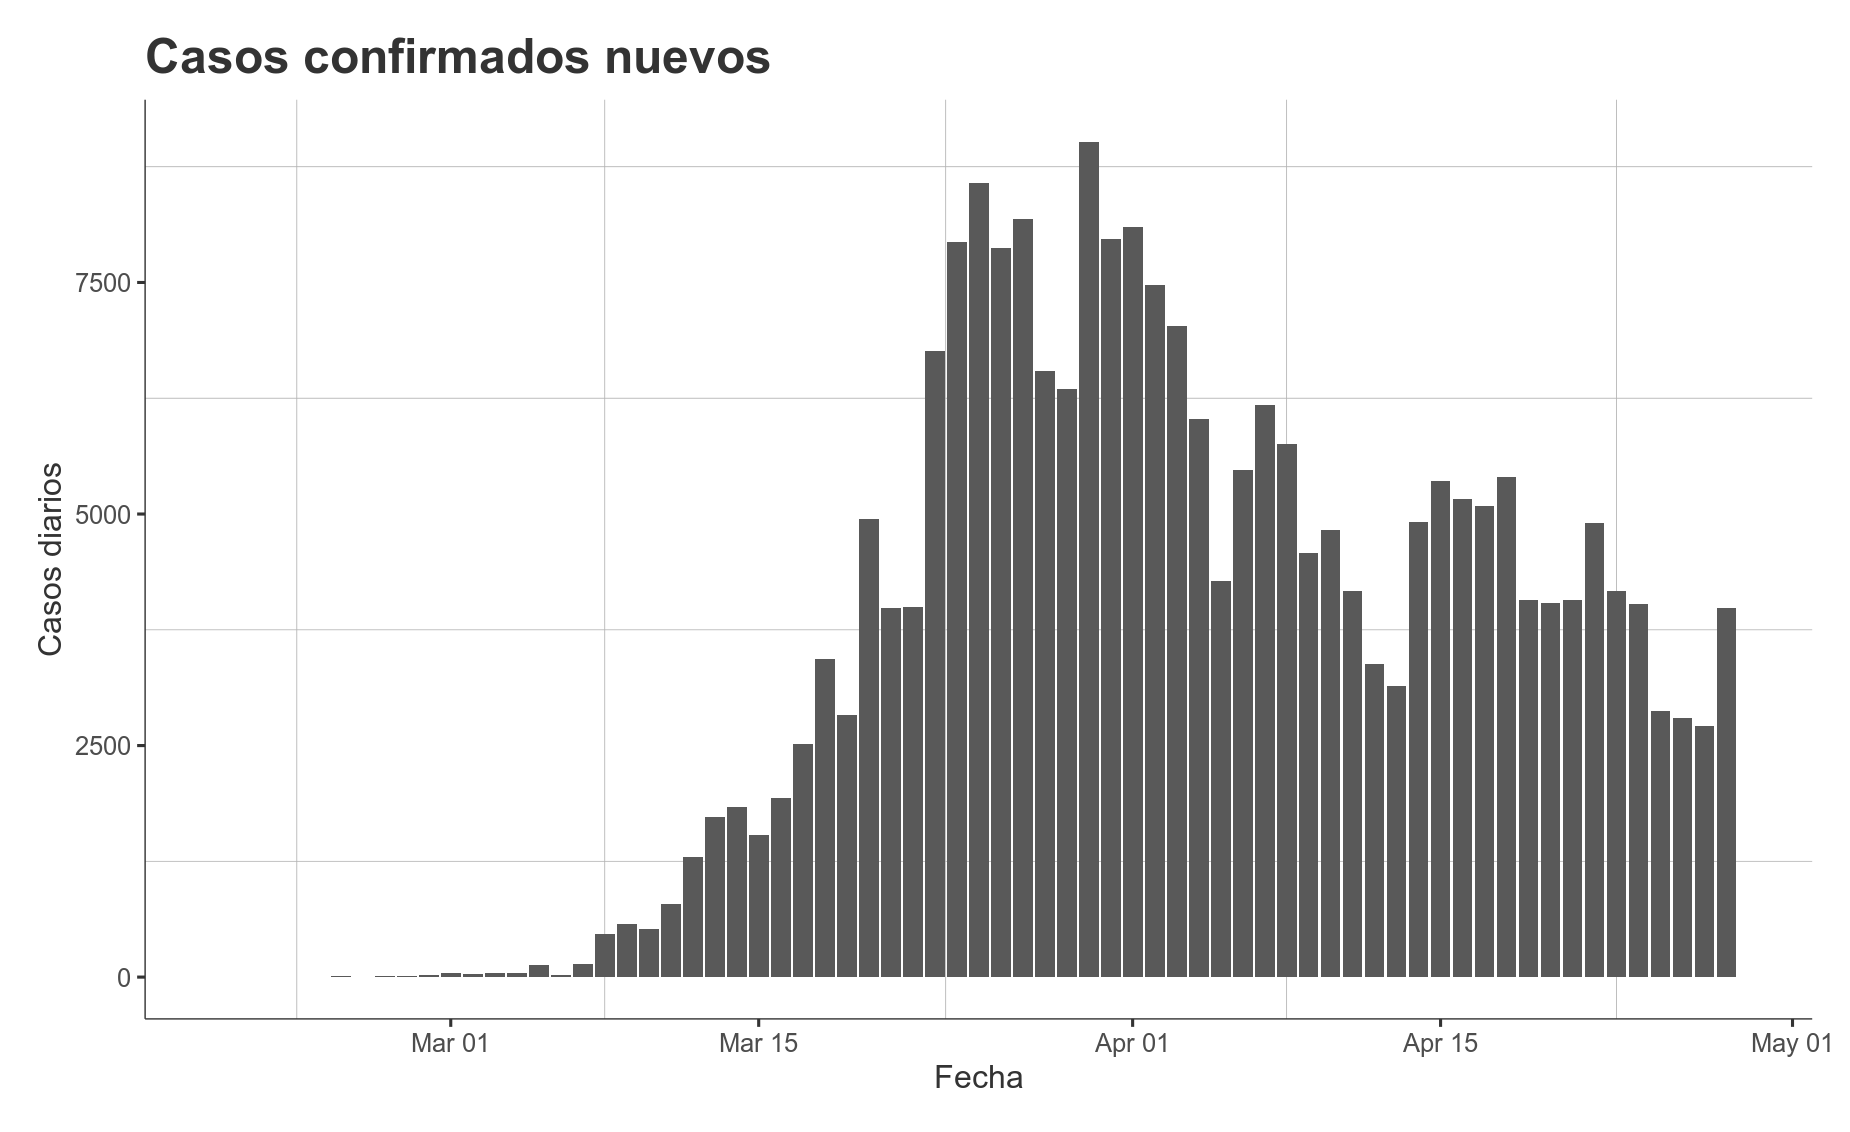 Casos confirmados nuevos
Casos diarios
7500
5000
2500
0
Mar 01
Mar 15
Apr 01
Apr 15
May 01
Fecha